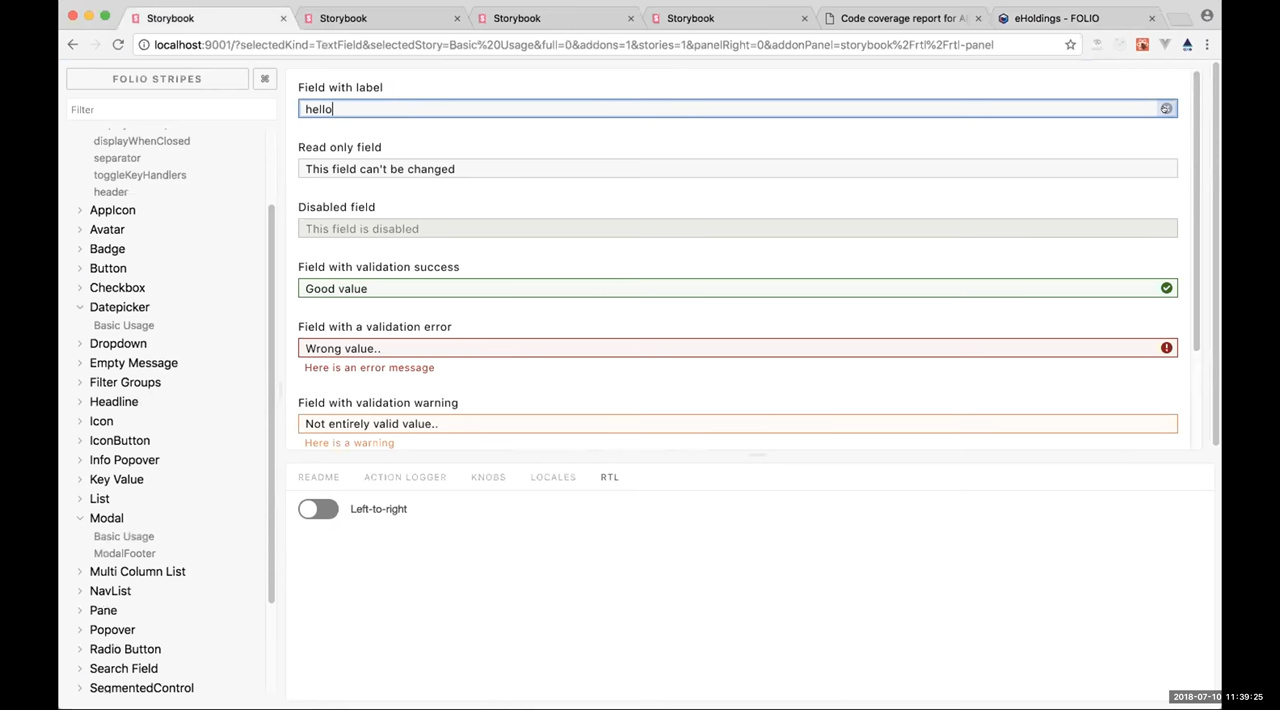 Storybook
Storybook
Storybook
Storybook
Code coverage report for Al
eHoldings - FOLIO
localhost:9001/?selectedKind=TextField&selectedStory=Basic%20Usage&full=0&addons=1&stories=1&panelRight=0&addonPanel=storybook%2Frtl%2Frtl-panel
FOLIO STRIPES
⌘
Filter
displayWhenClosed
separator
toggleKeyHandlers
header
AppIcon
Avatar
Badge
Button
Checkbox
Datepicker
Basic Usage
Dropdown
Empty Message
Filter Groups
Headline
Icon
IconButton
Info Popover
Key Value
List
Modal
Basic Usage
ModalFooter
Multi Column List
NavList
Pane
Popover
Radio Button
Search Field
SegmentedControl
Field with label
hello
Read only field
This field can't be changed
Disabled field
This field is disabled
Field with validation success
Good value
Field with a validation error
Wrong value..
Here is an error message
Field with validation warning
Not entirely valid value..
Here is a warning
README ACTION LOGGER KNOBS LOCALES RTL
Left-to-right
2018-07-10 11:39:25